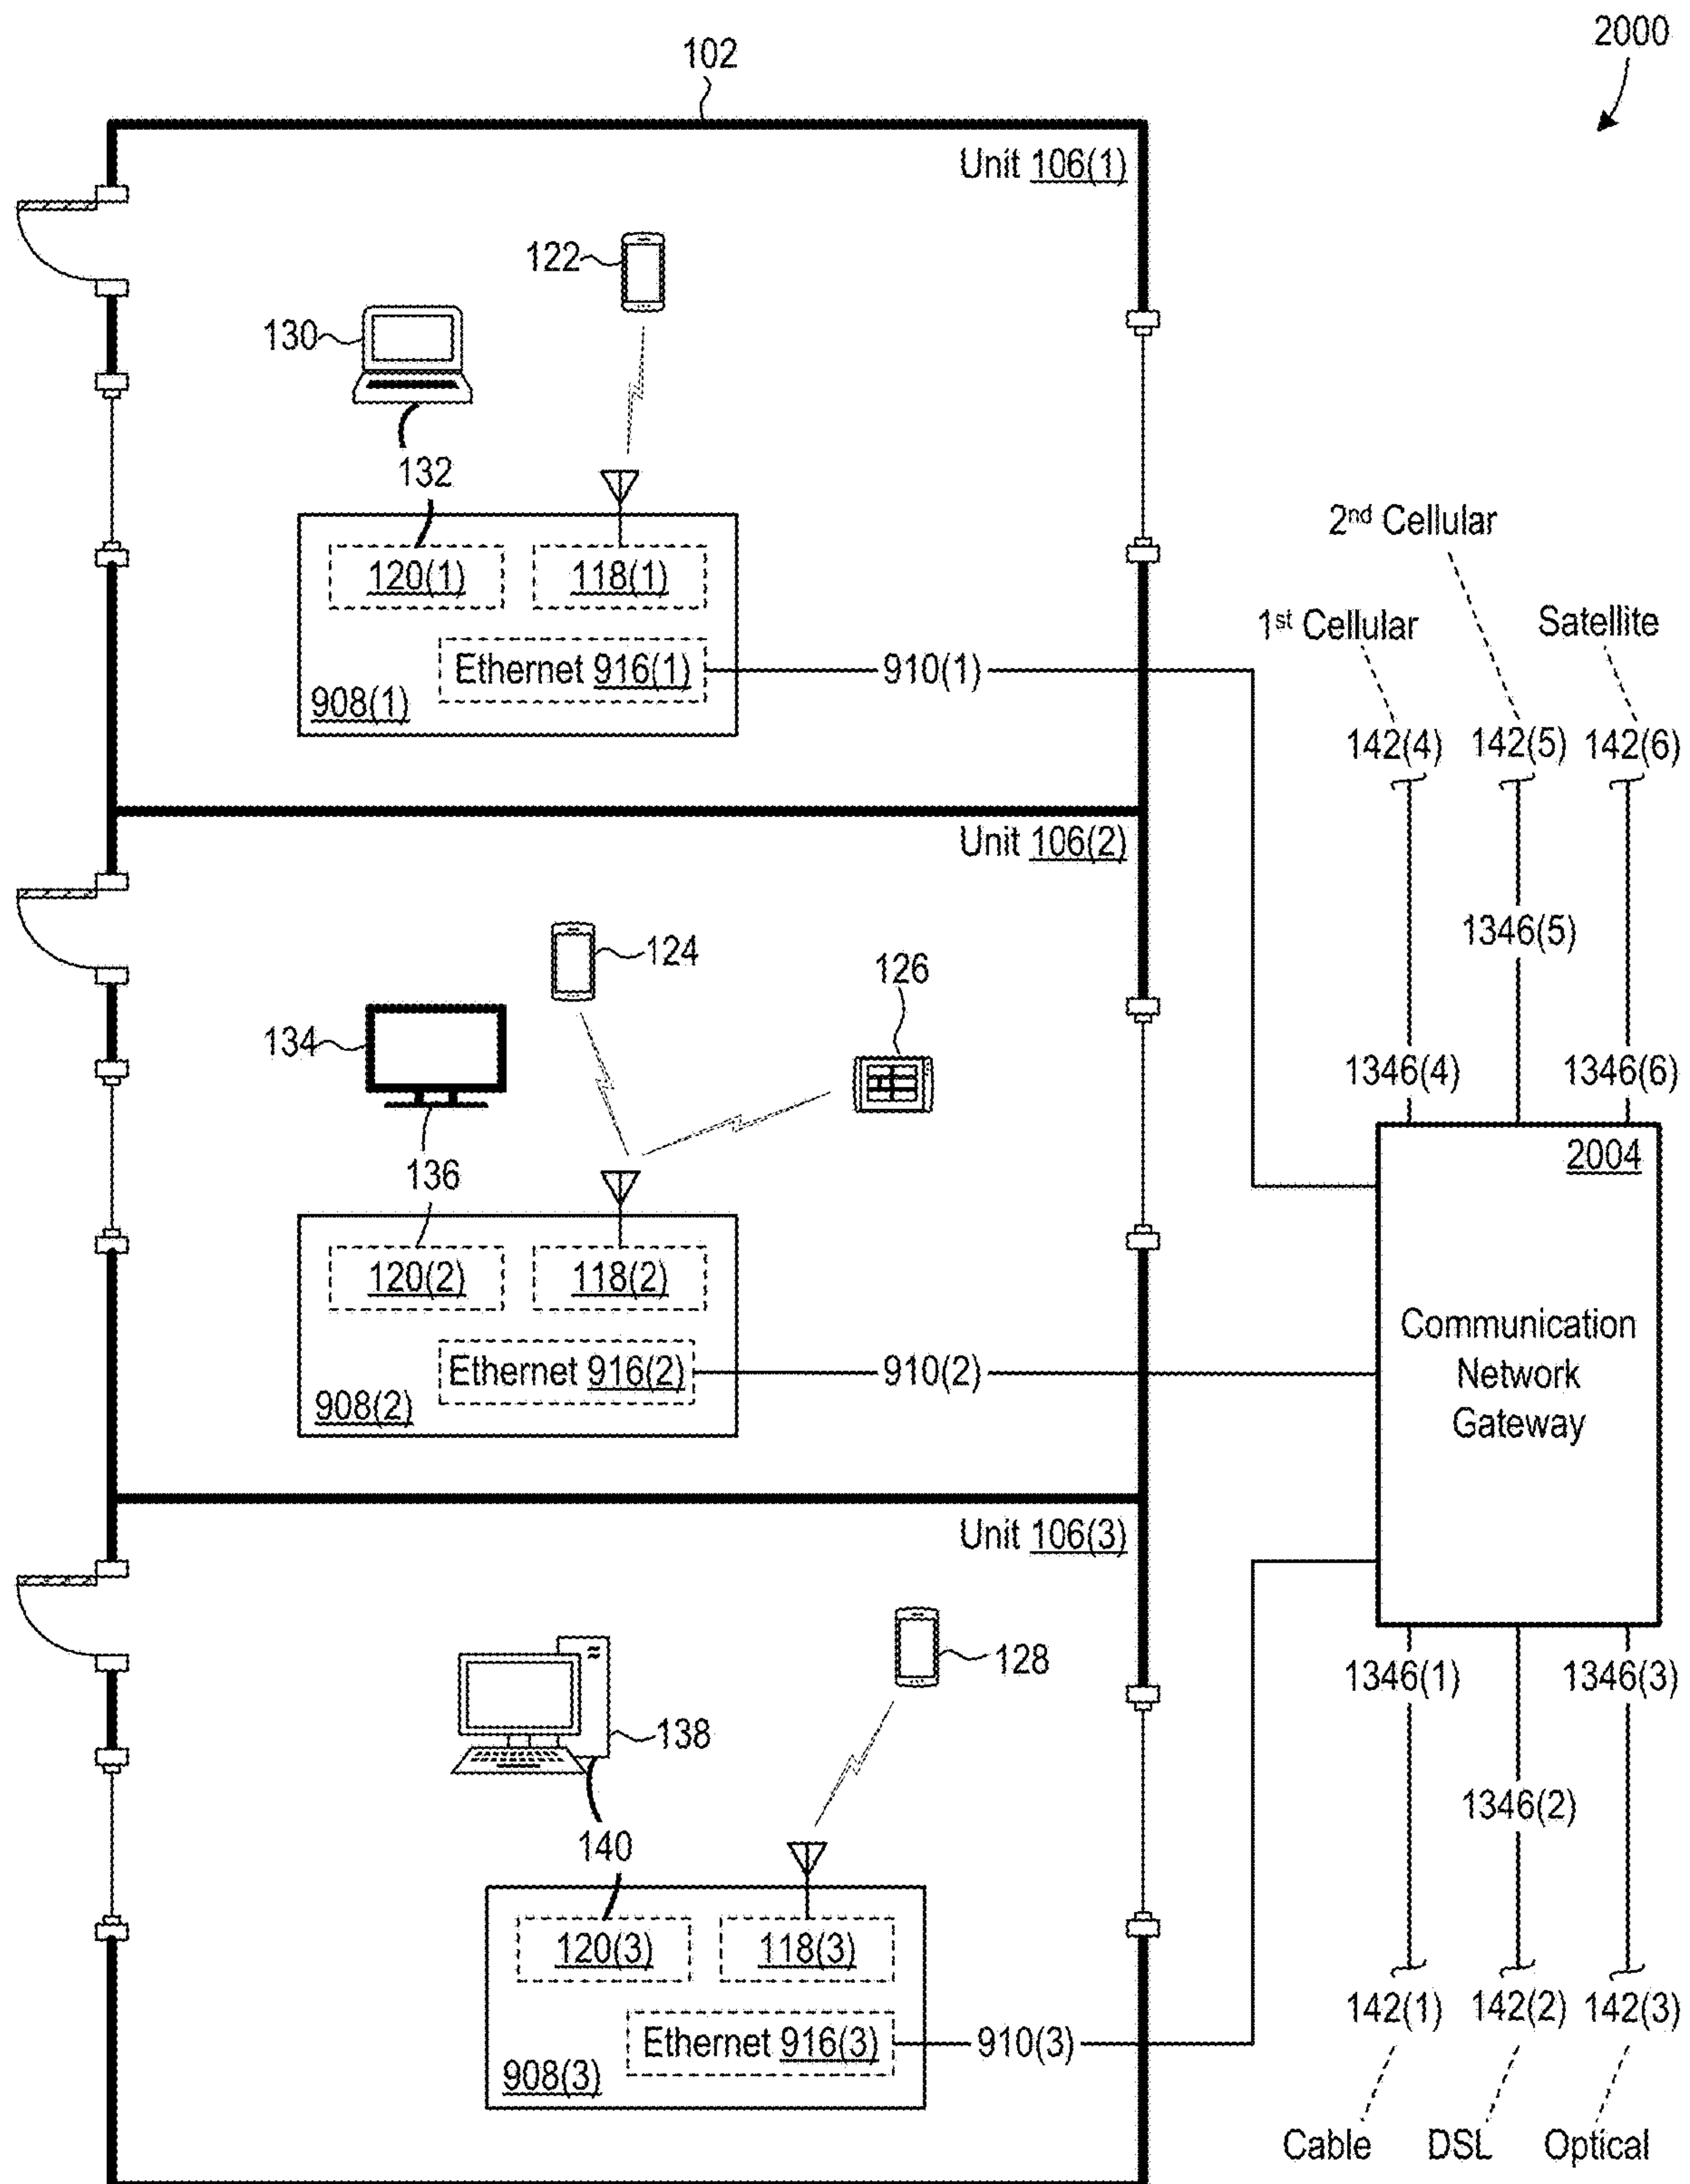 2000
102
Unit 106(1)
122
130
132
120(1) 118(1)
Ethernet 916(1)
908(1)
910(1)
2nd Cellular
1st Cellular
Satellite
142(4) 142(5) 142(6)
Unit 106(2)
1346(5)
124
126
134
1346(4) 1346(6)
136
2004
120(2) 118(2)
Ethernet 916(2)
908(2)
910(2)
Communication
Network
Gateway
Unit 106(3)
128
138
1346(1) 1346(3)
1346(2)
140
120(3) 118(3)
Ethernet 916(3)
908(3)
910(3)
142(1) 142(2) 142(3)
Cable DSL Optical